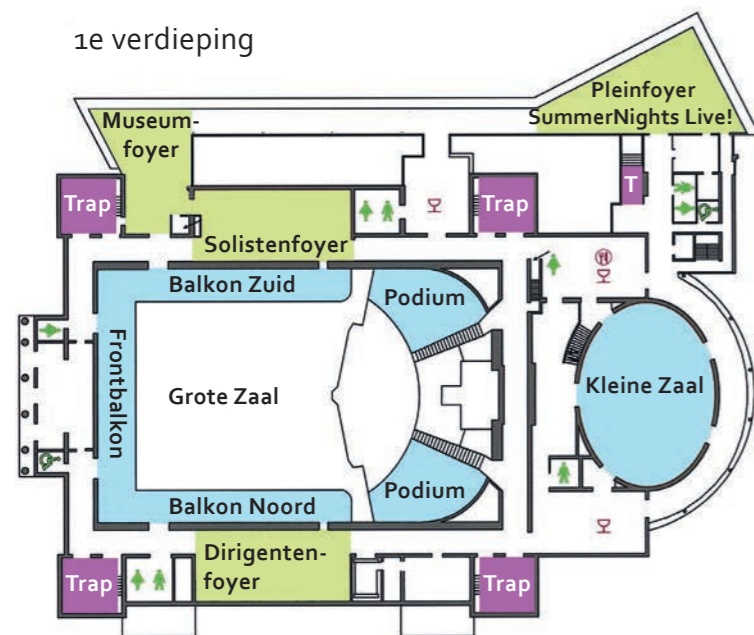 1e verdieping
Pleinfoyer
SummerNights Live!
Museum-
foyer
Trap
Trap
T
Solistenfoyer
Balkon Zuid
Podium
Frontbalkon
Grote Zaal
Kleine Zaal
Podium
Balkon Noord
Dirigenten-
foyer
Trap
Trap